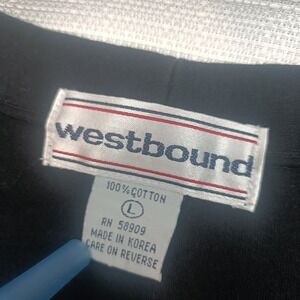 westbound
100% COTTON
L
RN 58909
MADE IN KOREA
CARE ON REVERSE